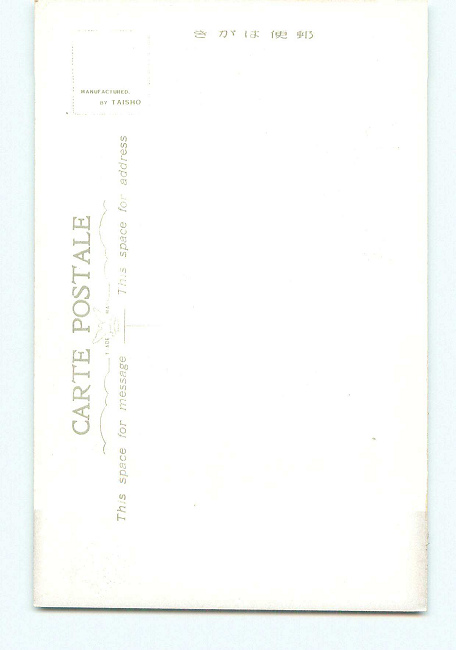 きがは便郵
MANUFACTURED.
BY TAISHO
CARTE POSTALE
This space for message
This space for address